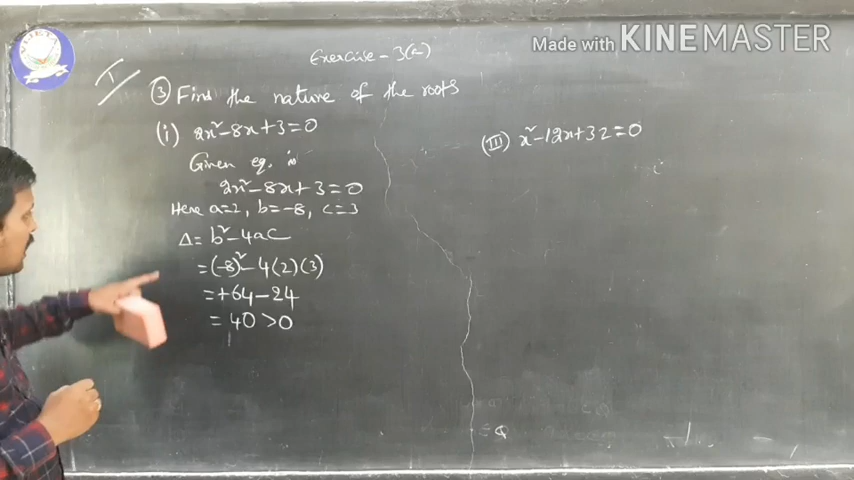 Made with KINEMASTER
Exercise - 3(a)
I
③ Find the nature of the roots
(i) 2x²-8x+3=0
Given eq. is
2x²-8x+3=0
Here a=2, b=-8, c=3
Δ= b²-4ac
=(-8)²-4(2)(3)
=+64-24
= 40 >0
(III) x²-12x+32=0